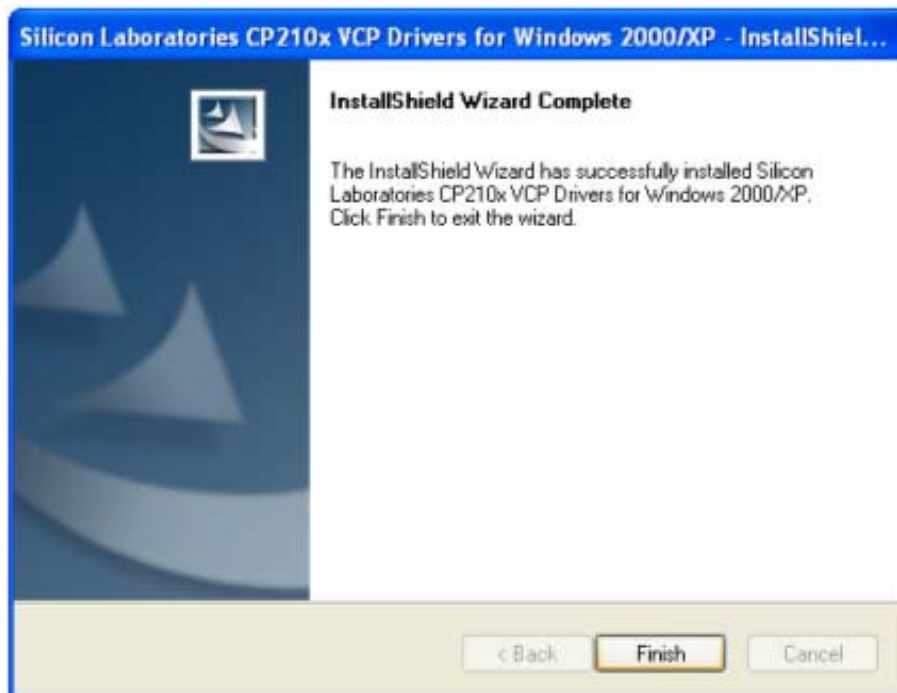 Silicon Laboratories CP210x VCP Drivers for Windows 2000/XP - InstallShiel...
InstallShield Wizard Complete
The InstallShield Wizard has successfully installed Silicon
Laboratories CP210x VCP Drivers for Windows 2000/XP.
Click Finish to exit the wizard.
< Back
Finish
Cancel